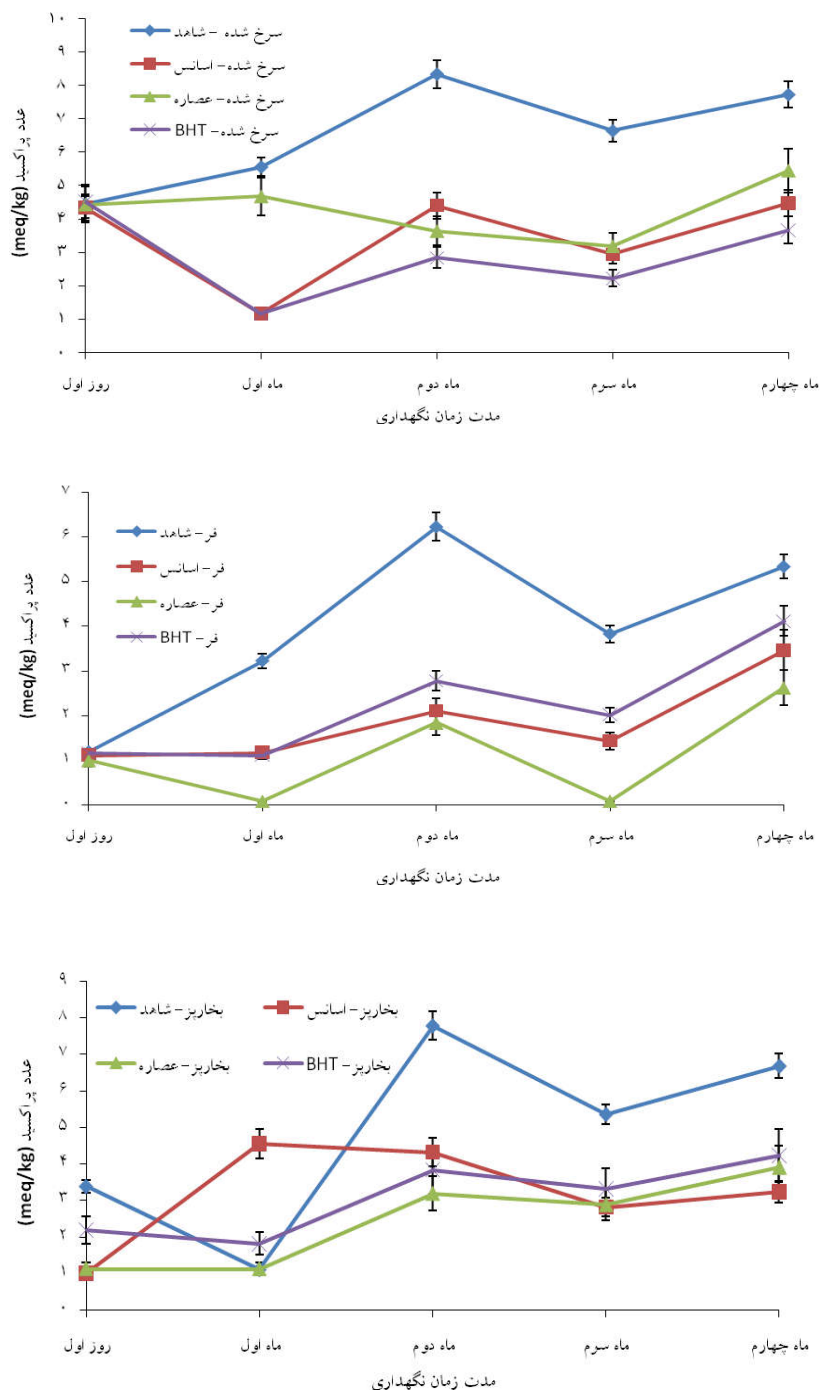 عدد پراکسید (meq/kg)
۱۰
۹
۸
۷
۶
۵
۴
۳
۲
۱
۰
سرخ شده - شاهد
سرخ شده - اسانس
سرخ شده - عصاره
سرخ شده - BHT
روز اول ماه اول ماه دوم ماه سرم ماه چهارم
مدت زمان نگهداری
عدد پراکسید (meq/kg)
۷
۶
۵
۴
۳
۲
۱
۰
فر - شاهد
فر - اسانس
فر - عصاره
فر - BHT
روز اول ماه اول ماه دوم ماه سرم ماه چهارم
مدت زمان نگهداری
عدد پراکسید (meq/kg)
۹
۸
۷
۶
۵
۴
۳
۲
۱
۰
بخارپز - شاهد بخارپز - اسانس
بخارپز - عصاره بخارپز - BHT
روز اول ماه اول ماه دوم ماه سرم ماه چهارم
مدت زمان نگهداری